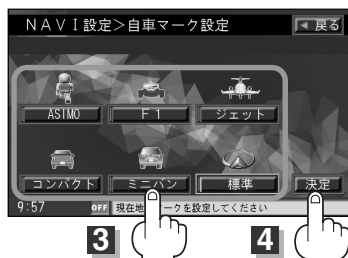 NAVI設定＞自車マーク設定
戻る
ASIMO
F1
ジェット
コンパクト
ミニバン
標準
決定
9:57
OFF
現在地 マークを設定してください
3
4